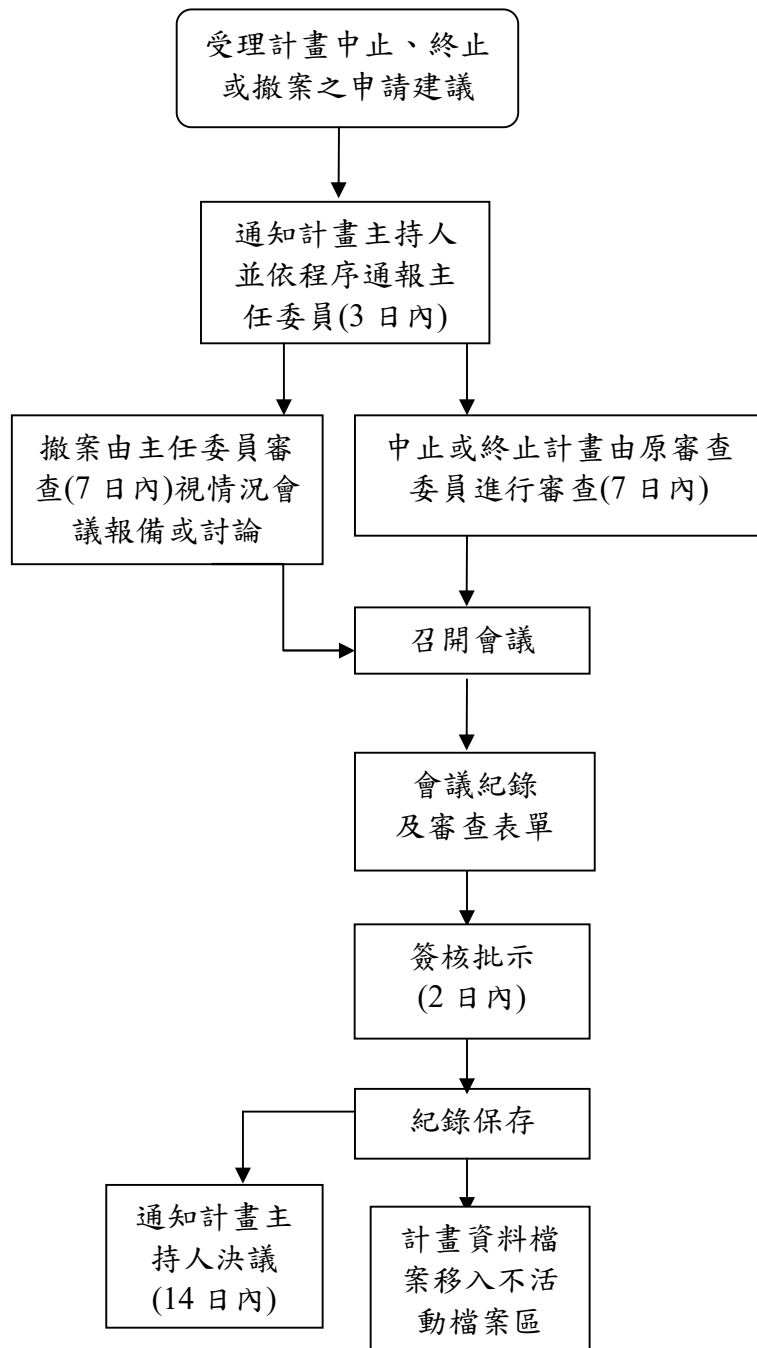 受理計畫中止、終止
或撤案之申請建議
通知計畫主持人
並依程序通報主
任委員(3 日內)
撤案由主任委員審
查(7 日內)視情況會
議報備或討論
中止或終止計畫由原審查
委員進行審查(7 日內)
召開會議
會議紀錄
及審查表單
簽核批示
(2 日內)
紀錄保存
通知計畫主
持人決議
(14 日內)
計畫資料檔
案移入不活
動檔案區